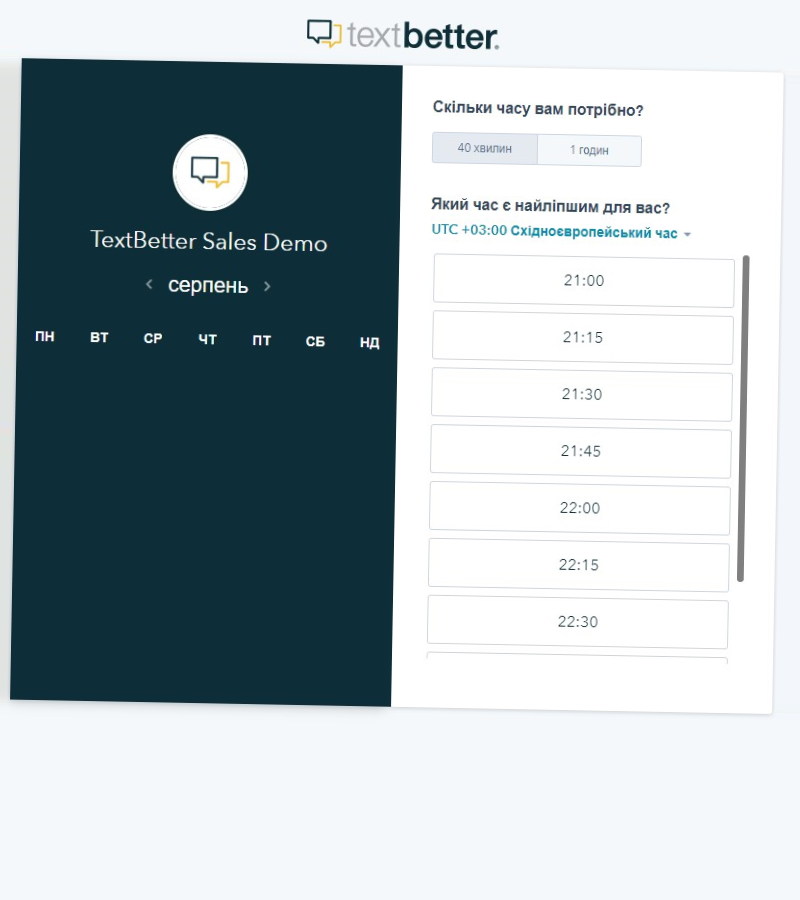 textbetter.
TextBetter Sales Demo
серпень
ПН ВТ СР ЧТ ПТ СБ НД
Скільки часу вам потрібно?
40 хвилин 1 годин
Який час є найліпшим для вас?
UTC +03:00 Східноєвропейський час
21:00
21:15
21:30
21:45
22:00
22:15
22:30